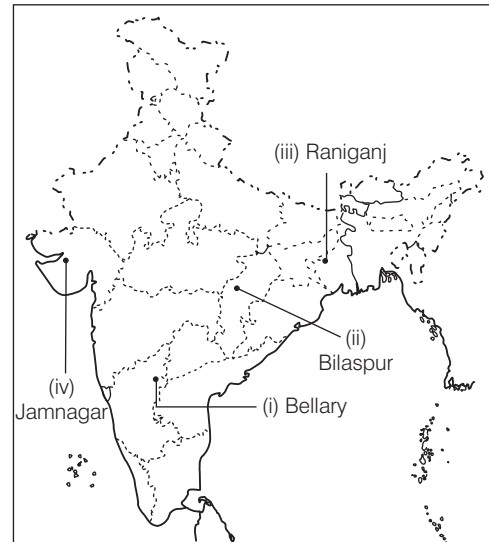 (iii) Raniganj
(ii)
Bilaspur
(iv)
Jamnagar
(i) Bellary